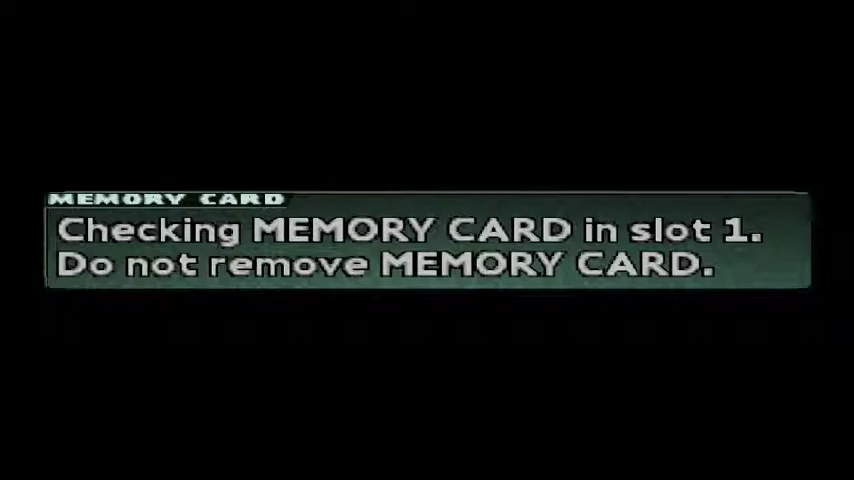 MEMORY CARD
Checking MEMORY CARD in slot 1.
Do not remove MEMORY CARD.